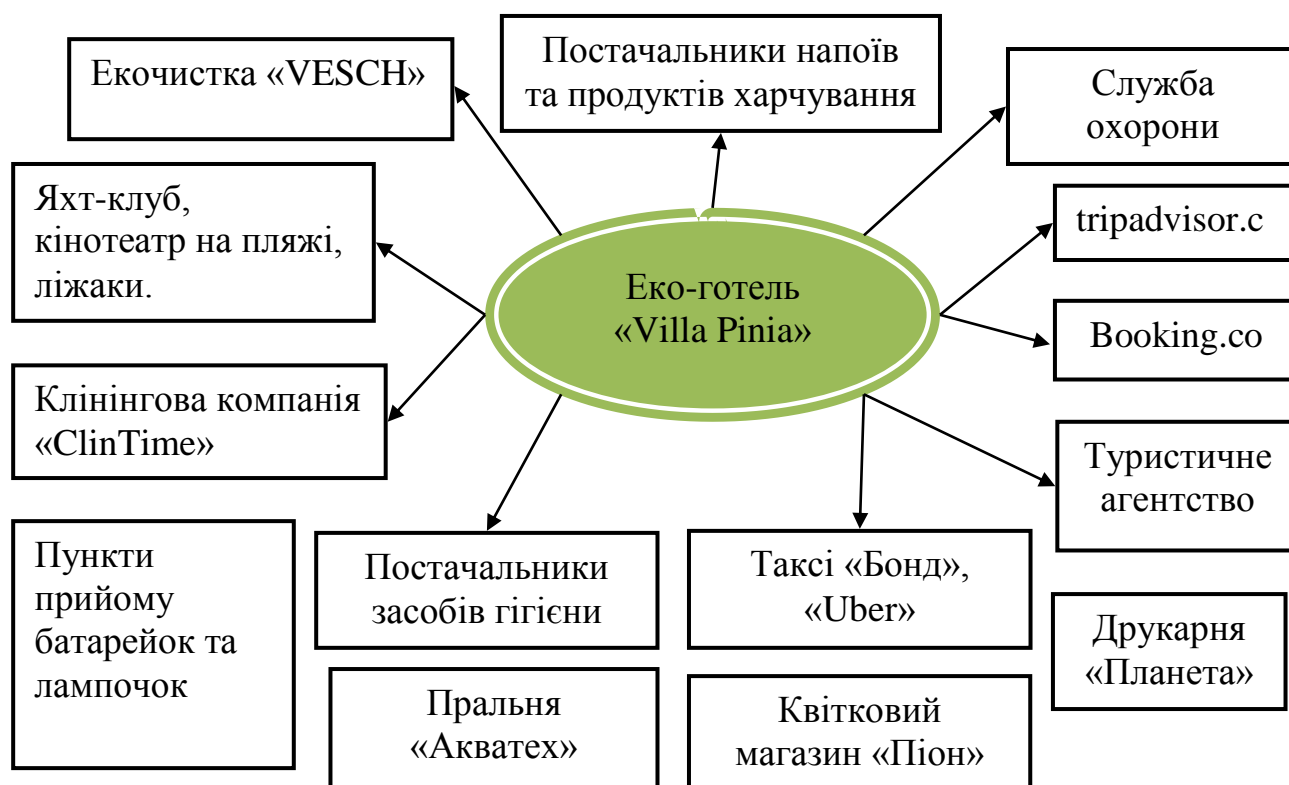 Екочистка «VESCH»
Постачальники напоїв
та продуктів харчування
Служба
охорони
Яхт-клуб,
кінотеатр на пляжі,
ліжаки.
tripadvisor.c
Еко-готель
«Villa Pinia»
Booking.co
Клінінгова компанія
«ClinTime»
Туристичне
агентство
Пункти
прийому
батарейок та
лампочок
Постачальники
засобів гігієни
Таксі «Бонд»,
«Uber»
Друкарня
«Планета»
Пральня
«Акватех»
Квітковий
магазин «Піон»